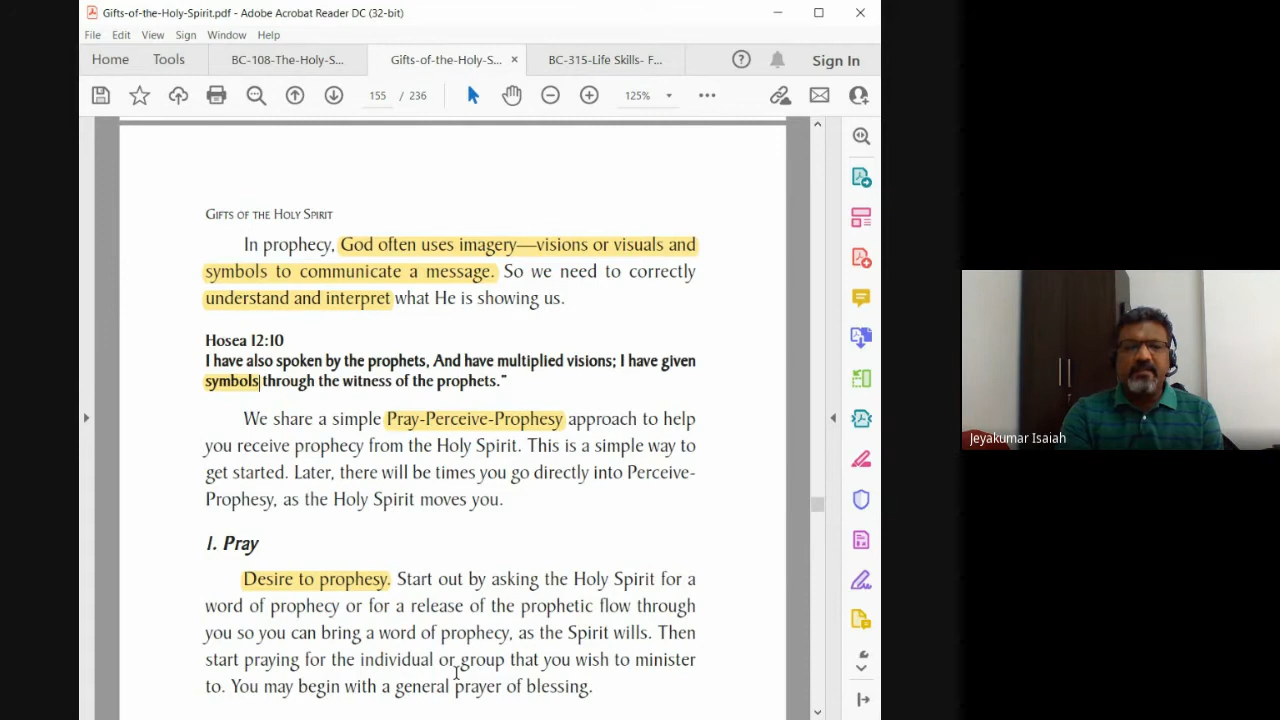 Gifts-of-the-Holy-Spirit.pdf - Adobe Acrobat Reader DC (32-bit)
File Edit View Sign Window Help
Home Tools BC-108-The-Holy-S... Gifts-of-the-Holy-S... × BC-315-Life Skills- F... Sign In
155 / 236 125%
GIFTS OF THE HOLY SPIRIT
In prophecy, God often uses imagery—visions or visuals and
symbols to communicate a message. So we need to correctly
understand and interpret what He is showing us.
Hosea 12:10
I have also spoken by the prophets, And have multiplied visions; I have given
symbols through the witness of the prophets."
We share a simple Pray-Perceive-Prophesy approach to help
you receive prophecy from the Holy Spirit. This is a simple way to
get started. Later, there will be times you go directly into Perceive-
Prophesy, as the Holy Spirit moves you.
1. Pray
Desire to prophesy. Start out by asking the Holy Spirit for a
word of prophecy or for a release of the prophetic flow through
you so you can bring a word of prophecy, as the Spirit wills. Then
start praying for the individual or group that you wish to minister
to. You may begin with a general prayer of blessing.
Jeyakumar Isaiah